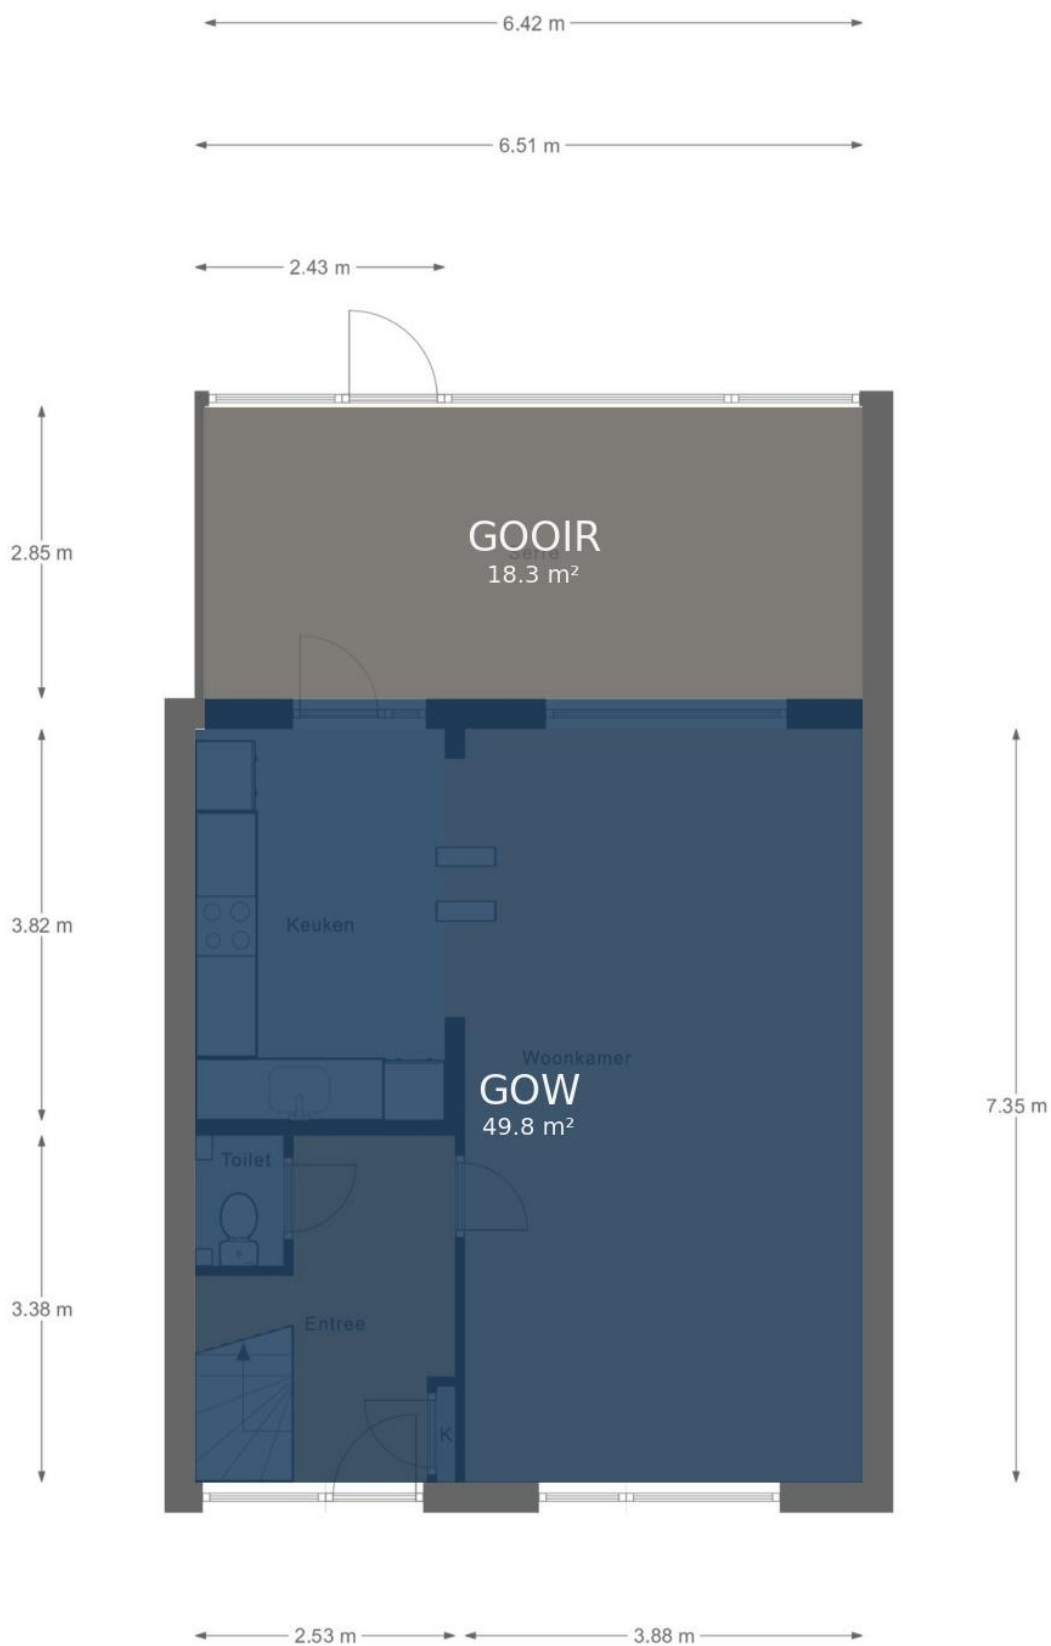 6.42 m
6.51 m
2.43 m
2.85 m
GOOIR
Serre
18.3 m²
3.82 m
Keuken
Woonkamer
GOW
49.8 m²
7.35 m
Toilet
3.38 m
Entree
K
2.53 m
3.88 m